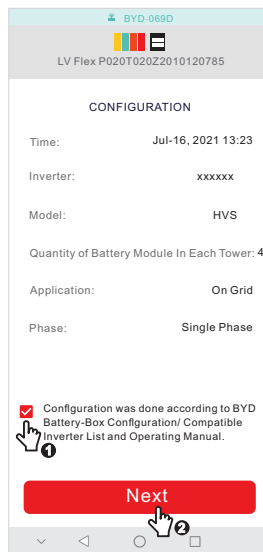 BYD-069D
LV Flex P020T020Z2010120785
CONFIGURATION
Time: Jul-16, 2021 13:23
Inverter: xxxxxx
Model: HVS
Quantity of Battery Module In Each Tower: 4
Application: On Grid
Phase: Single Phase
Configuration was done according to BYD
Battery-Box Configuration/ Compatible
Inverter List and Operating Manual.
1
Next
2